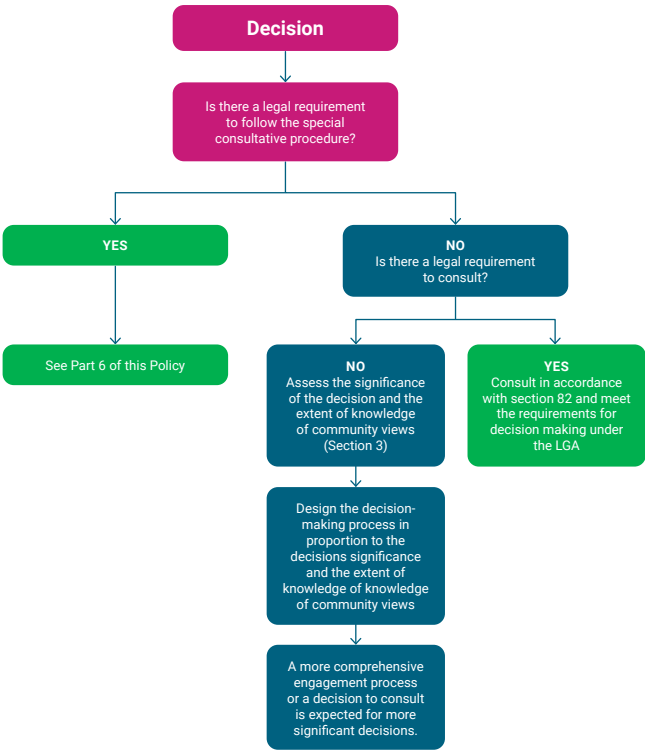 Decision
Is there a legal requirement
to follow the special
consultative procedure?
YES
NO
Is there a legal requirement
to consult?
See Part 6 of this Policy
NO
Assess the significance
of the decision and the
extent of knowledge
of community views
(Section 3)
YES
Consult in accordance
with section 82 and meet
the requirements for
decision making under
the LGA
Design the decision-
making process in
proportion to the
decisions significance
and the extent of
knowledge of knowledge
of community views
A more comprehensive
engagement process
or a decision to consult
is expected for more
significant decisions.